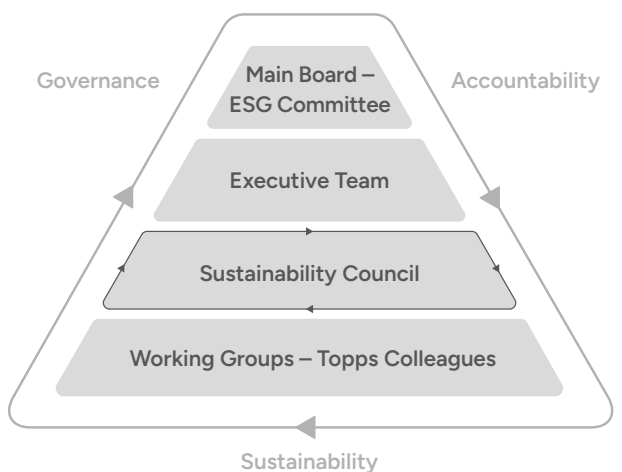 Governance
Accountability
Main Board –
ESG Committee
Executive Team
Sustainability Council
Working Groups – Topps Colleagues
Sustainability